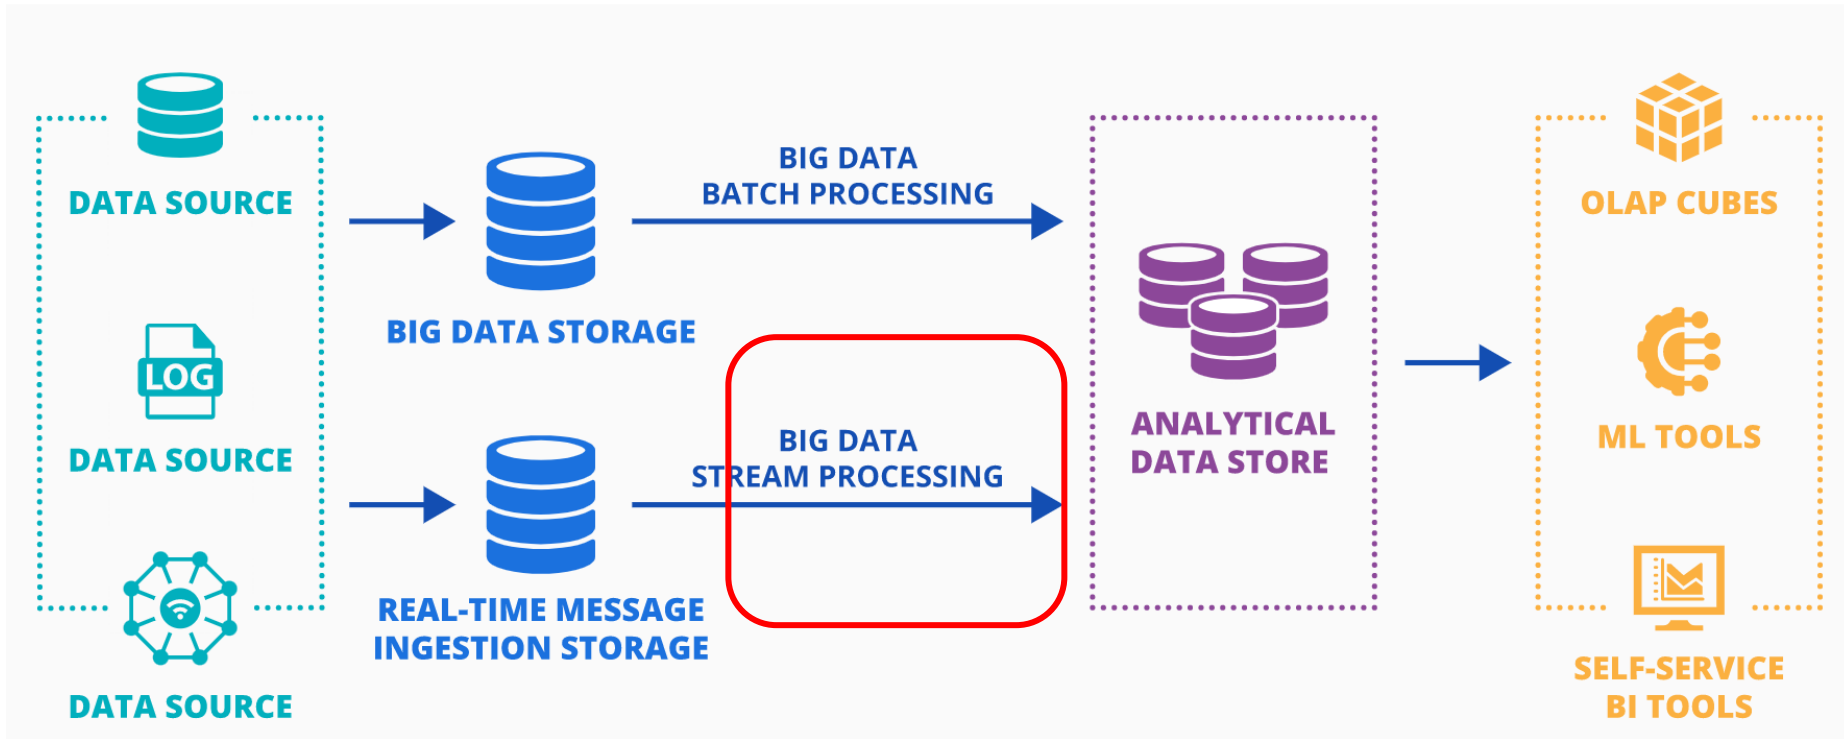 DATA SOURCE
LOG
DATA SOURCE
DATA SOURCE
BIG DATA STORAGE
REAL-TIME MESSAGE
INGESTION STORAGE
BIG DATA
BATCH PROCESSING
BIG DATA
STREAM PROCESSING
ANALYTICAL
DATA STORE
OLAP CUBES
ML TOOLS
SELF-SERVICE
BI TOOLS